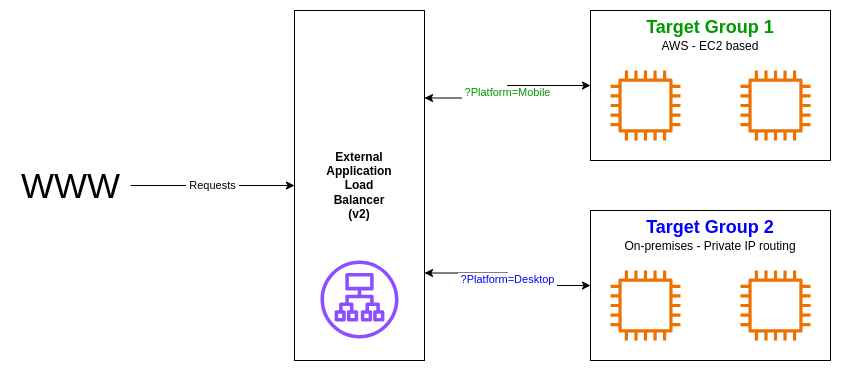 WWW
Requests
External
Application
Load
Balancer
(v2)
?Platform=Mobile
?Platform=Desktop
Target Group 1
AWS - EC2 based
Target Group 2
On-premises - Private IP routing